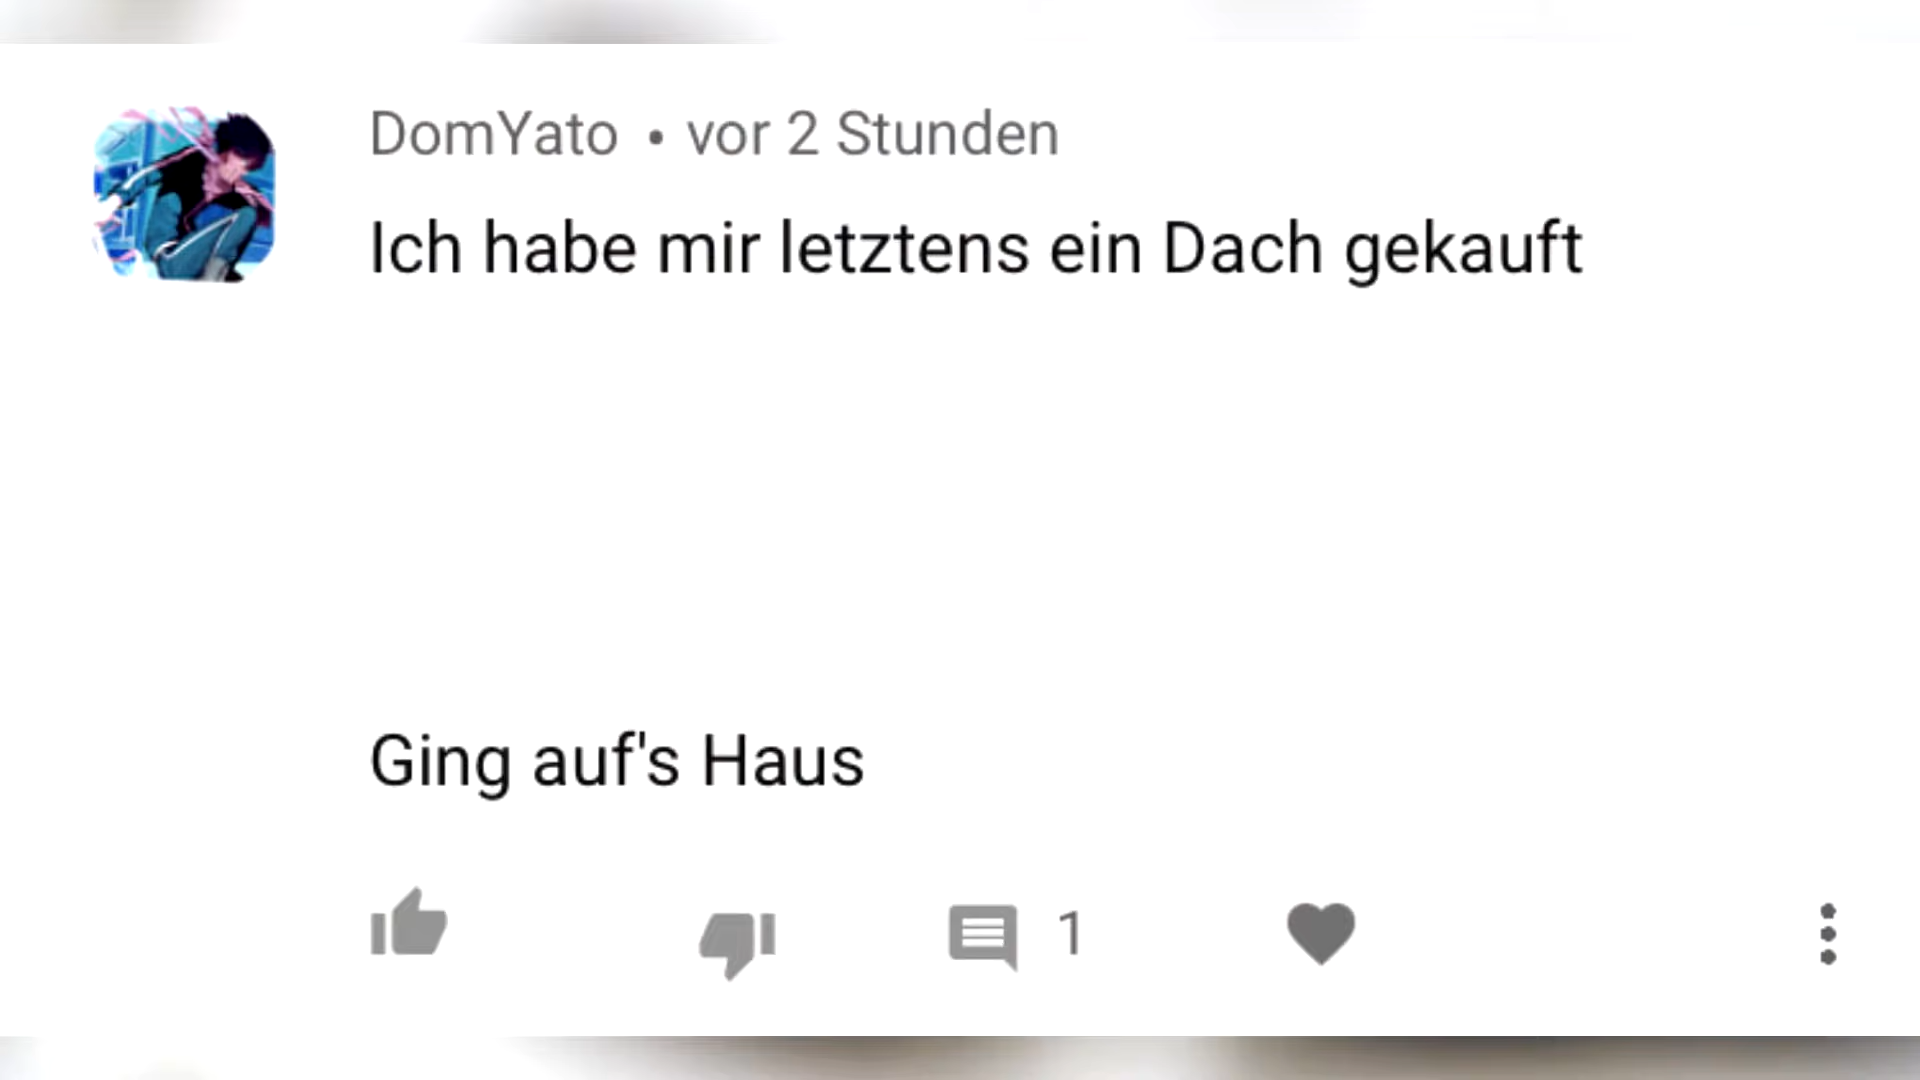 DomYato • vor 2 Stunden
Ich habe mir letztens ein Dach gekauft
Ging auf's Haus
1